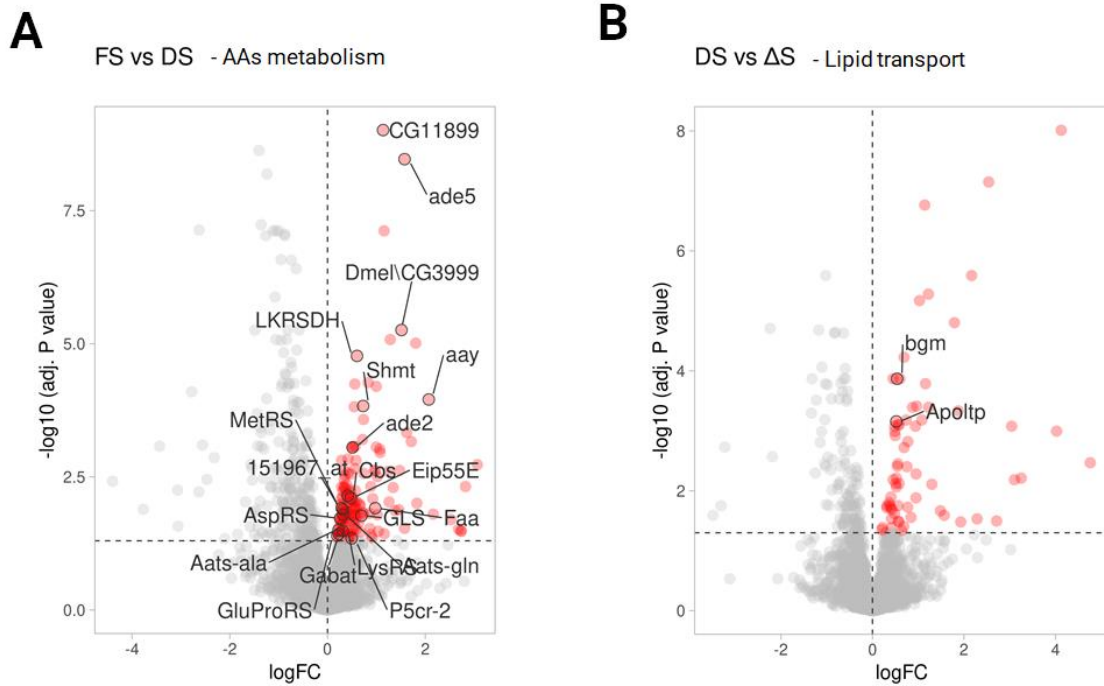 A
FS vs DS - AAs metabolism
-log10 (adj. P value)
7.5
5.0
2.5
0.0
CG11899
ade5
Dmel\CG3999
LKRSDH
Shmt
aay
MetRS
ade2
151967_at
Cbs
Eip55E
AspRS
GLS
Faa
Aats-ala
Gabat
LysRS
Aats-gln
GluProRS
P5cr-2
-4
-2
0
2
logFC
B
DS vs ΔS - Lipid transport
-log10 (adj. P value)
8
6
4
2
0
bgm
Apoltp
-2
0
2
4
logFC